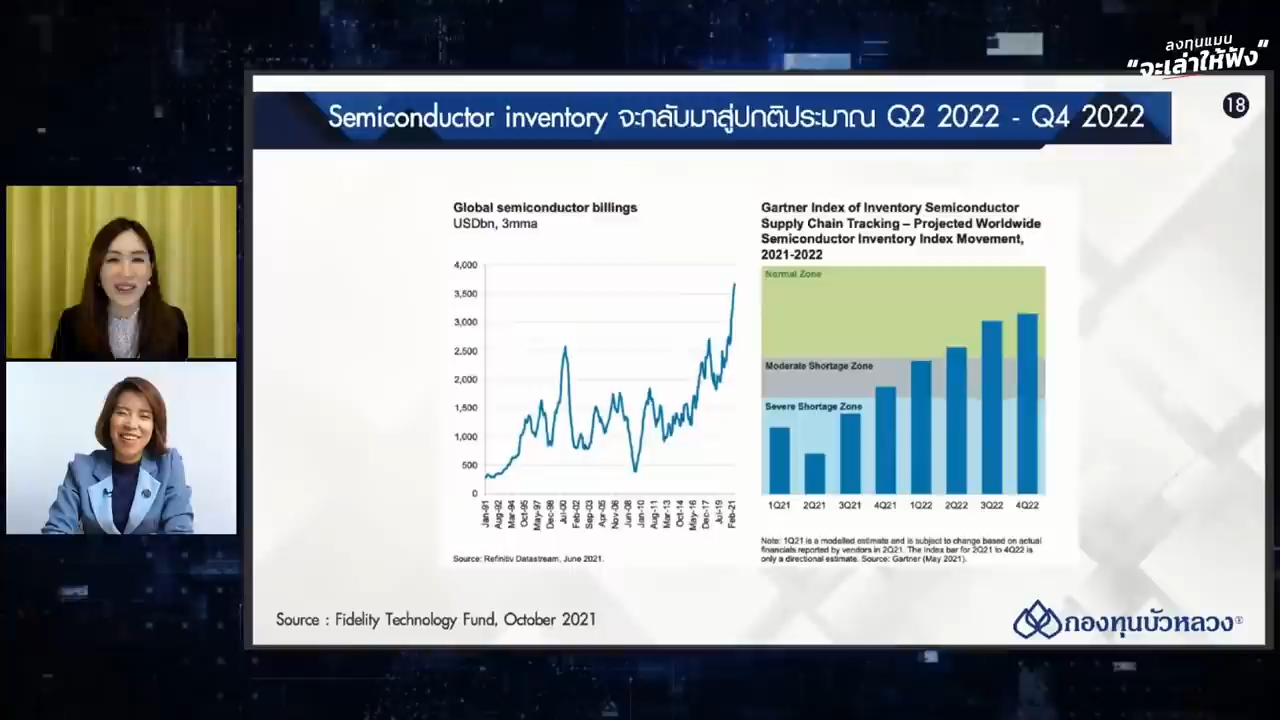 ลงทุนแมน
“จะเล่าให้ฟัง“
Semiconductor inventory จะกลับมาสู่ปกติประมาณ Q2 2022 - Q4 2022
18
Global semiconductor billings
USDbn, 3mma
4,000
3,500
3,000
2,500
2,000
1,500
1,000
500
0
Jan-91 Aug-92 Mar-94 Oct-95 May-97 Dec-98 Jul-00 Feb-02 Sep-03 Apr-05 Nov-06 Jun-08 Jan-10 Aug-11 Mar-13 Oct-14 May-16 Dec-17 Jul-19 Feb-21
Source: Refinitiv Datastream, June 2021.
Gartner Index of Inventory Semiconductor
Supply Chain Tracking – Projected Worldwide
Semiconductor Inventory Index Movement,
2021-2022
Normal Zone
Moderate Shortage Zone
Severe Shortage Zone
1Q21 2Q21 3Q21 4Q21 1Q22 2Q22 3Q22 4Q22
Note: 1Q21 is a modelled estimate and is subject to change based on actual
financials reported by vendors in 2Q21. The Index bar for 2Q21 to 4Q22 is
only a directional estimate. Source: Gartner (May 2021).
Source : Fidelity Technology Fund, October 2021
กองทุนบัวหลวง®